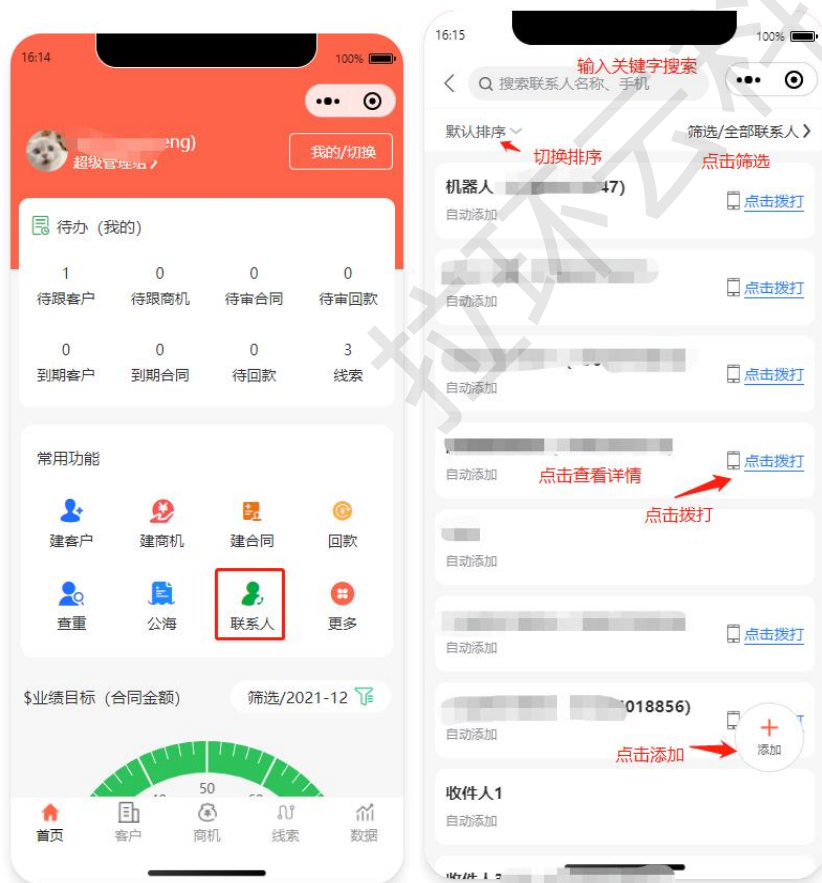 16:14
100%
eng)
超级管理
我的/切换
待办（我的）
1
0
0
0
待跟客户
待跟商机
待审合同
待审回款
0
0
0
3
到期客户
到期合同
待回款
线索
常用功能
建客户
建商机
建合同
回款
查重
公海
联系人
更多
$业绩目标（合同金额）
筛选/2021-12
50
首页
客户
商机
线索
数据
16:15
100%
输入关键字搜索
搜索联系人名称、手机
默认排序
筛选/全部联系人
切换排序
点击筛选
机器人
47)
点击拨打
自动添加
点击拨打
自动添加
点击拨打
自动添加
点击拨打
自动添加
点击查看详情
点击拨打
自动添加
点击拨打
自动添加
018856)
自动添加
点击添加
添加
收件人1
自动添加
拉环云科